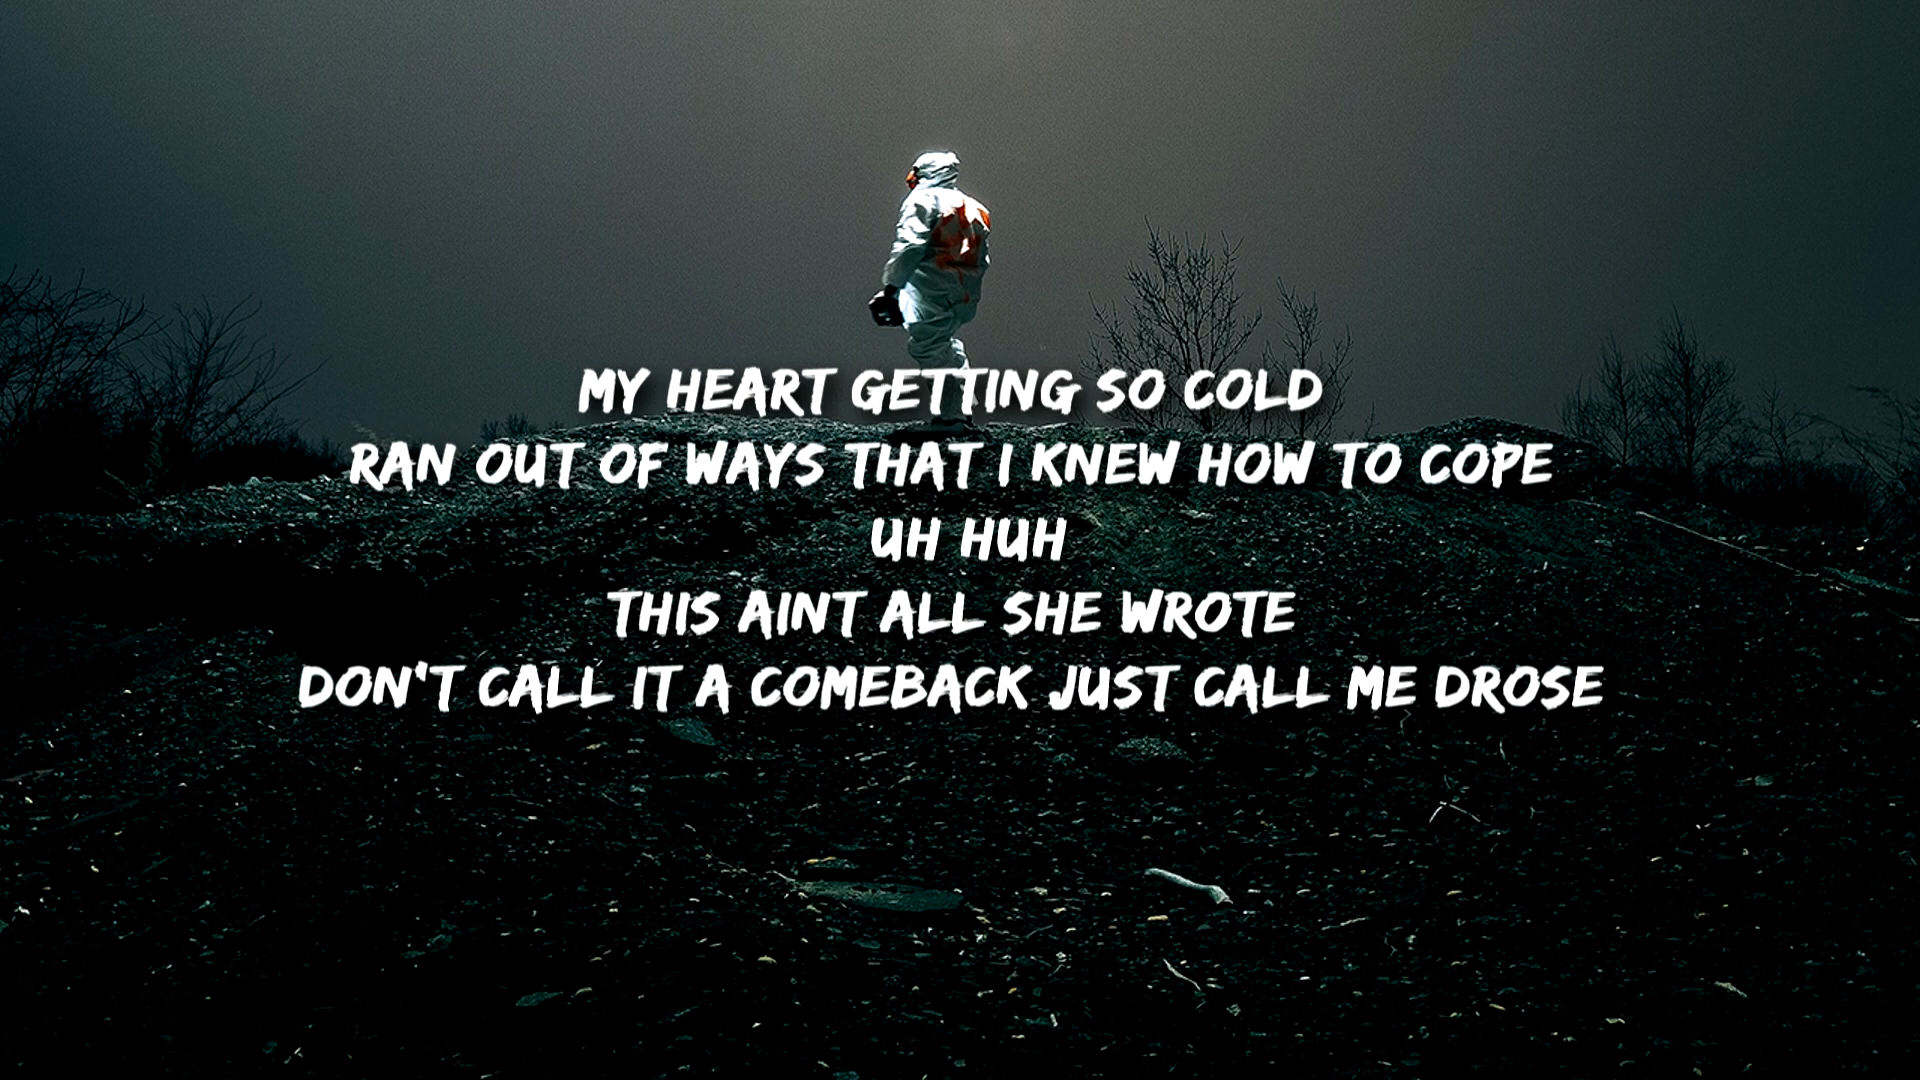 MY HEART GETTING SO COLD
RAN OUT OF WAYS THAT I KNEW HOW TO COPE
UH HUH
THIS AINT ALL SHE WROTE
DON'T CALL IT A COMEBACK JUST CALL ME DROSE